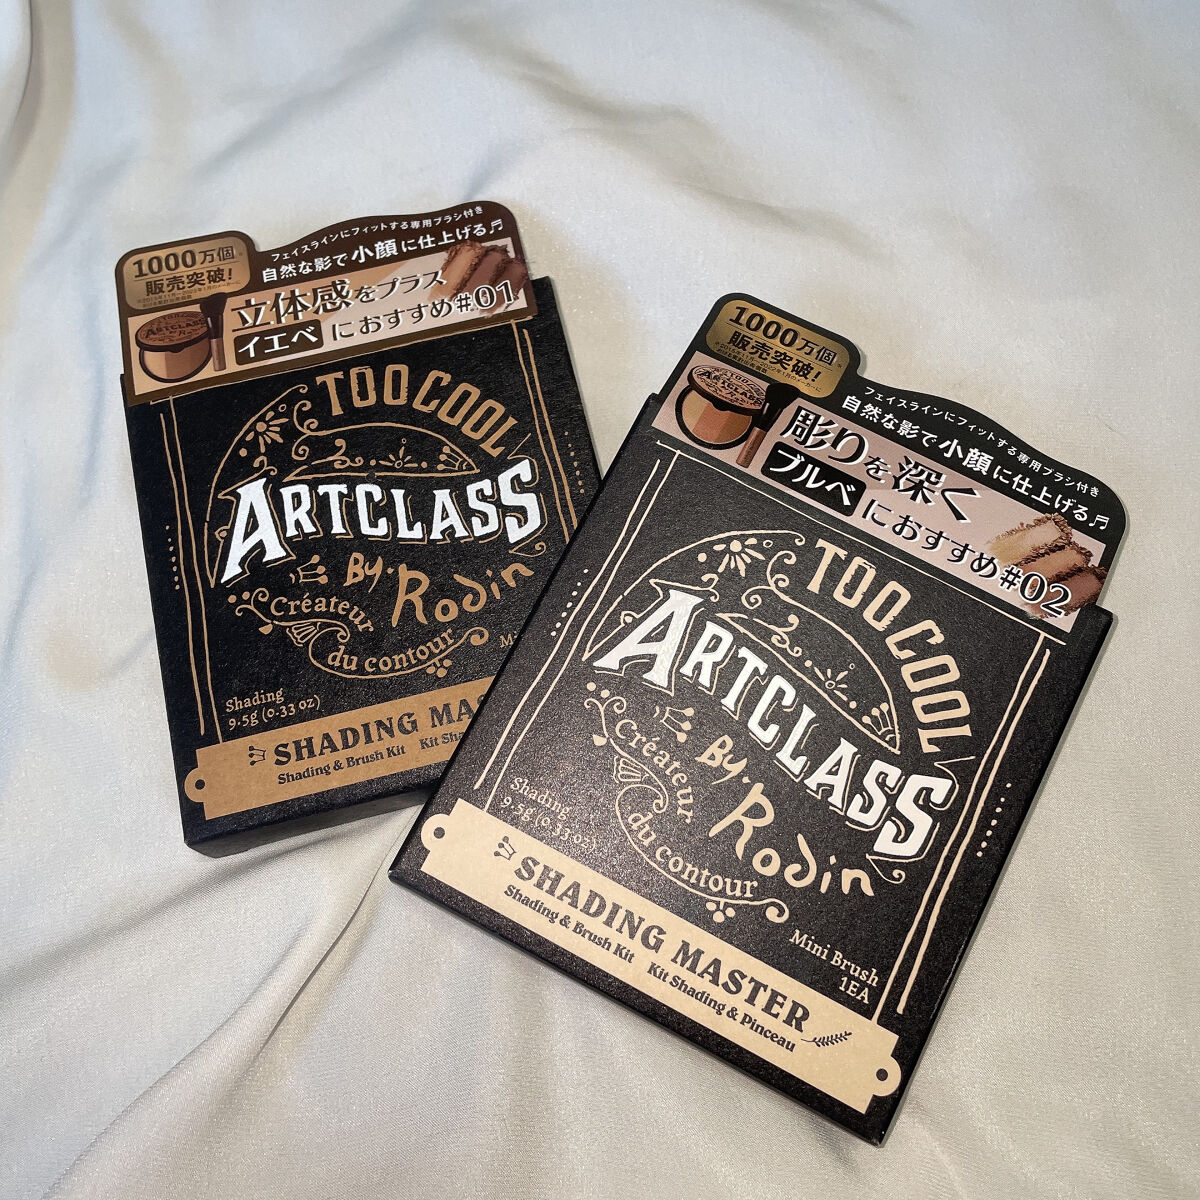 1000万個
販売突破!
フェイスラインにフィットする専用ブラシ付き
自然な影で小顔に仕上げる♬
立体感をプラス
イエベにおすすめ#01
TOO COOL
ARTCLASS
By. Rodin
Créateur
du contour
Shading
9.5g (0.33 oz)
SHADING MAS
Shading & Brush Kit Kit Sha
1000万個
販売突破!
フェイスラインにフィットする専用ブラシ付き
自然な影で小顔に仕上げる♬
彫りを深く
ブルベにおすすめ#02
TOO COOL
ARTCLASS
By. Rodin
Créateur
du contour
Shading
9.5g (0.33 oz)
Mini Brush
1EA
SHADING MASTER
Shading & Brush Kit Kit Shading & Pinceau